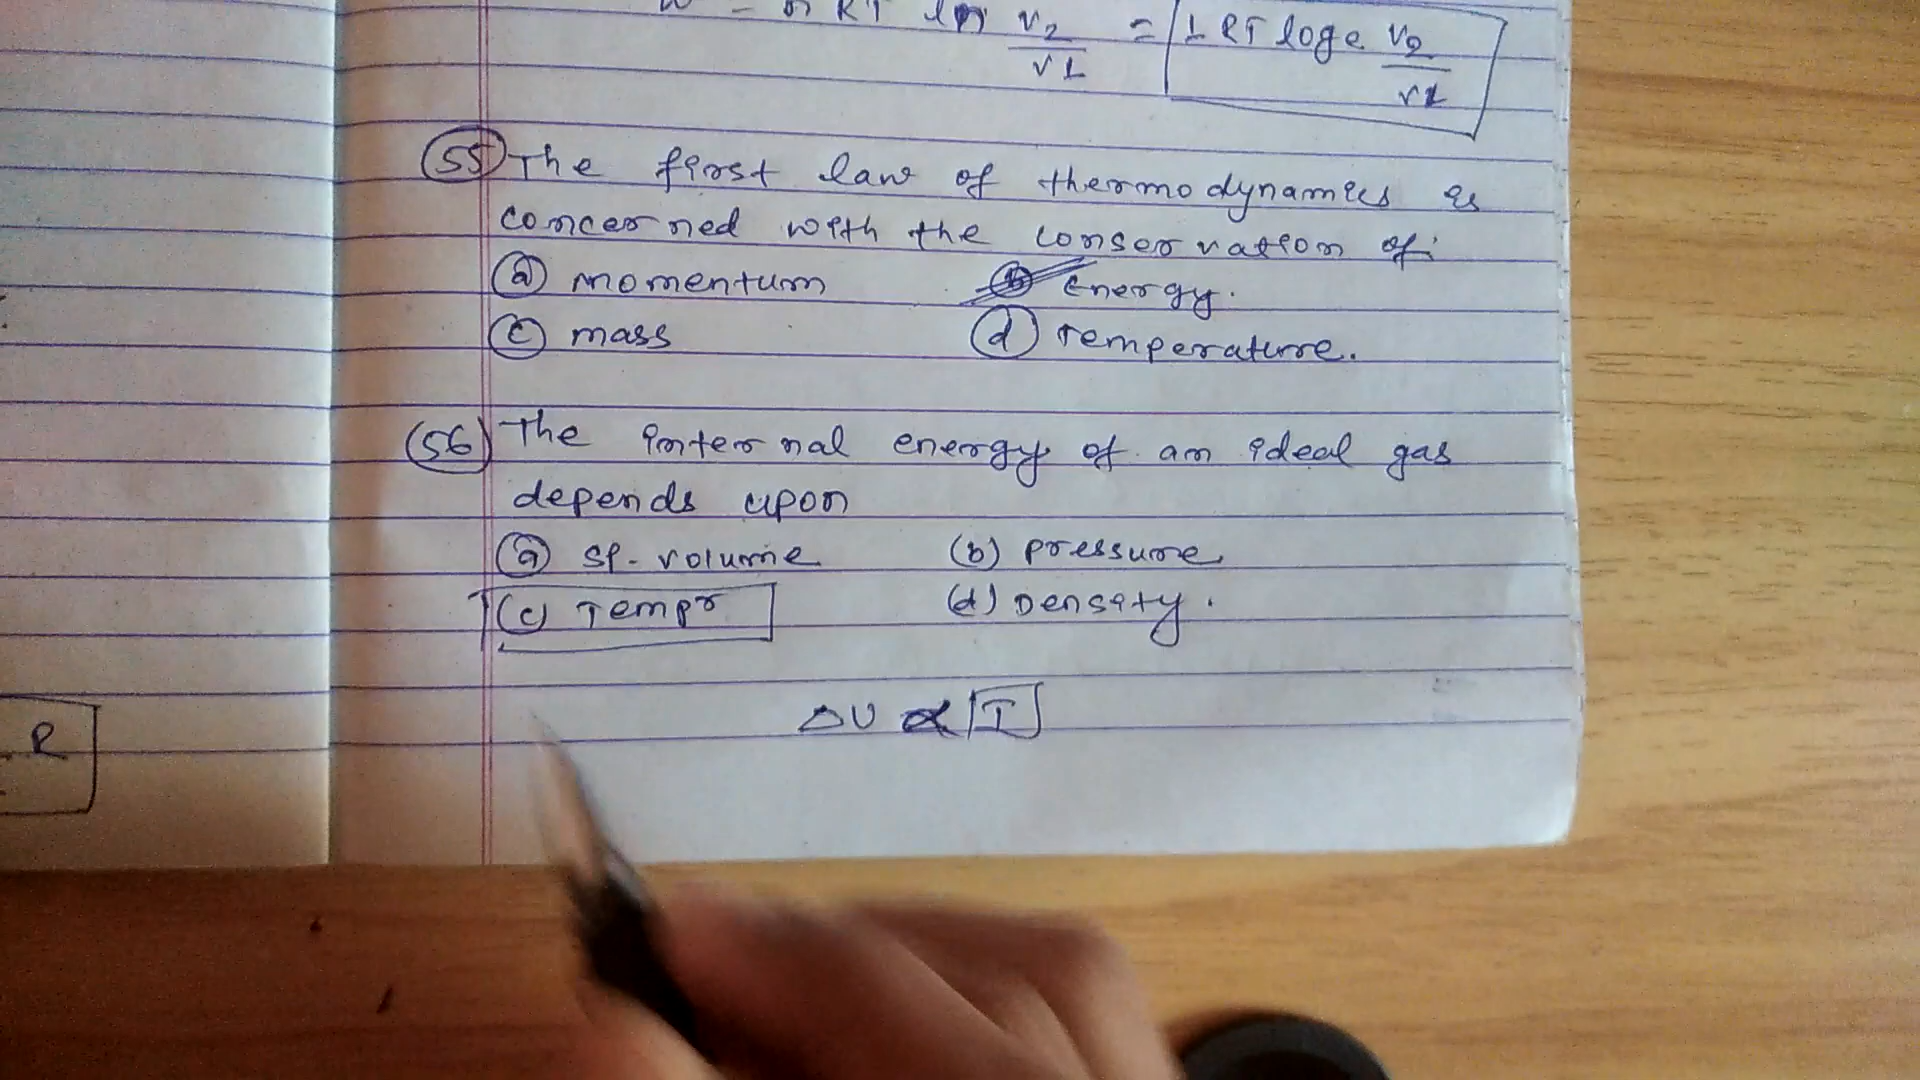 w = n RT ln V2/V1 = 1 RT loge V2/V1
55 The first law of thermodynamics is
concerned with the conservation of:
(a) momentum (b) Energy.
(c) mass (d) Temperature.
(56) The internal energy of an ideal gas
depends upon
(a) sp. volume (b) pressure
(c) Tempr (d) Density.
R
ΔU ∝ T